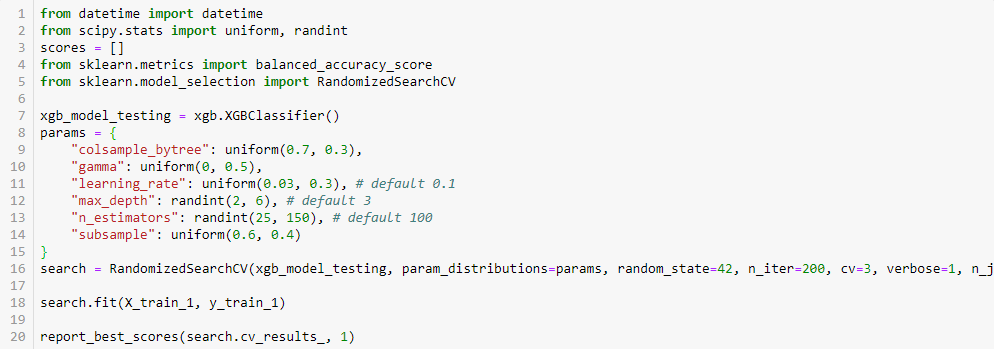 1 from datetime import datetime
2 from scipy.stats import uniform, randint
3 scores = []
4 from sklearn.metrics import balanced_accuracy_score
5 from sklearn.model_selection import RandomizedSearchCV
6
7 xgb_model_testing = xgb.XGBClassifier()
8 params = {
9     "colsample_bytree": uniform(0.7, 0.3),
10     "gamma": uniform(0, 0.5),
11     "learning_rate": uniform(0.03, 0.3), # default 0.1
12     "max_depth": randint(2, 6), # default 3
13     "n_estimators": randint(25, 150), # default 100
14     "subsample": uniform(0.6, 0.4)
15 }
16 search = RandomizedSearchCV(xgb_model_testing, param_distributions=params, random_state=42, n_iter=200, cv=3, verbose=1, n_j
17
18 search.fit(X_train_1, y_train_1)
19
20 report_best_scores(search.cv_results_, 1)